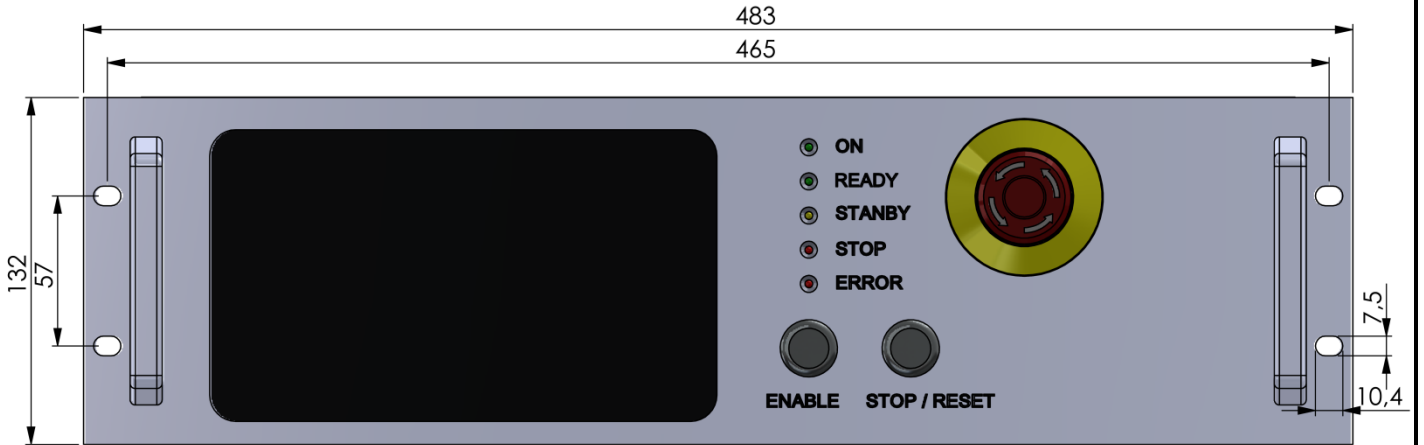 483
465
ON
READY
STANBY
STOP
ERROR
132
57
7,5
10,4
ENABLE
STOP / RESET